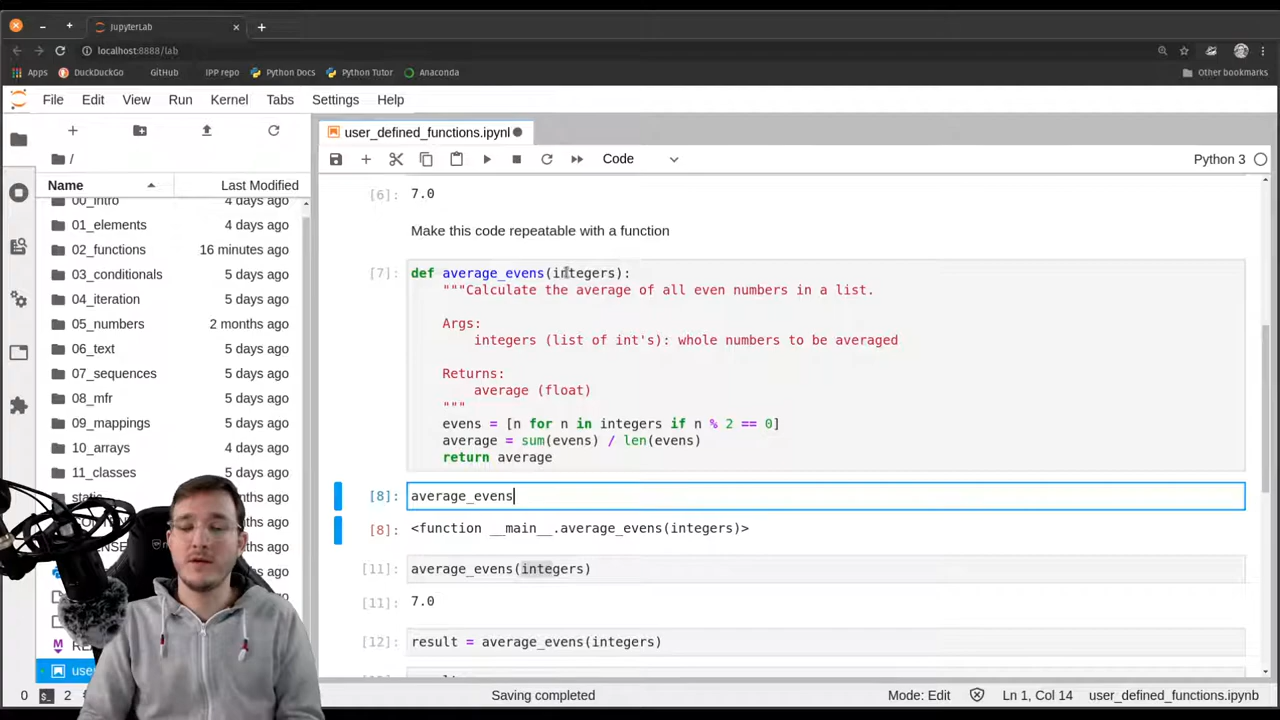 JupyterLab
localhost:8888/lab
Apps DuckDuckGo GitHub IPP repo Python Docs Python Tutor Anaconda Other bookmarks
File Edit View Run Kernel Tabs Settings Help
user_defined_functions.ipynl
/
Code
Python 3
Name Last Modified
00_intro 4 days ago
01_elements 4 days ago
02_functions 16 minutes ago
03_conditionals 5 days ago
04_iteration 5 days ago
05_numbers 2 months ago
06_text 5 days ago
07_sequences 5 days ago
08_mfr 5 days ago
09_mappings 5 days ago
10_arrays 4 days ago
11_classes 5 days ago
static
[6]: 7.0
Make this code repeatable with a function
[7]: def average_evens(integers):
"""Calculate the average of all even numbers in a list.
Args:
integers (list of int's): whole numbers to be averaged
Returns:
average (float)
"""
evens = [n for n in integers if n % 2 == 0]
average = sum(evens) / len(evens)
return average
[8]: average_evens
[8]: <function __main__.average_evens(integers)>
[11]: average_evens(integers)
[11]: 7.0
[12]: result = average_evens(integers)
0 2 Saving completed Mode: Edit Ln 1, Col 14 user_defined_functions.ipynb